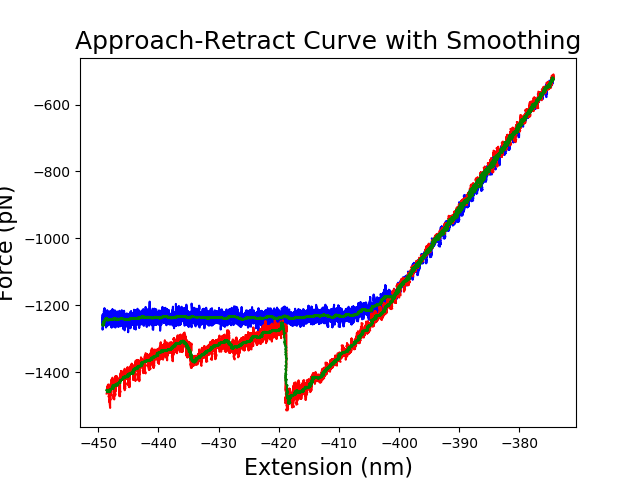 Approach-Retract Curve with Smoothing
Force (pN)
−600
−800
−1000
−1200
−1400
−450 −440 −430 −420 −410 −400 −390 −380
Extension (nm)